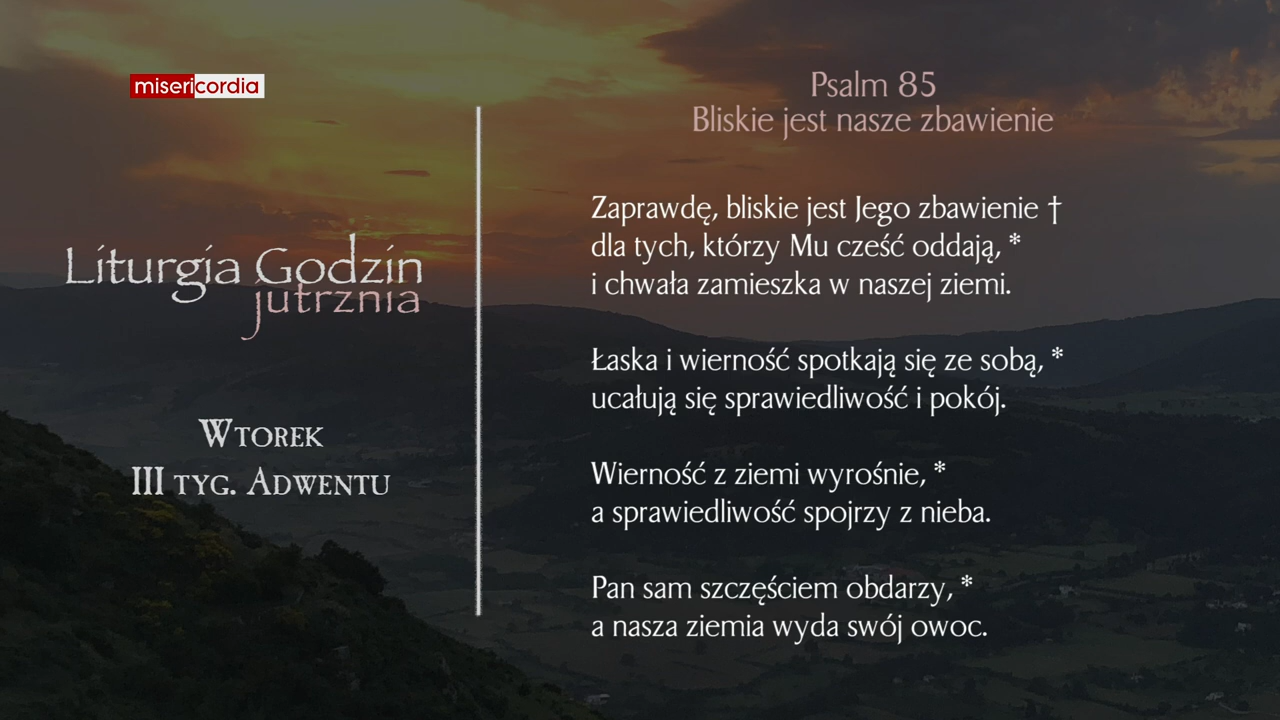 misericordia
Liturgia Godzin
jutrznia
Wtorek
III tyg. Adwentu
Psalm 85
Bliskie jest nasze zbawienie
Zaprawdę, bliskie jest Jego zbawienie †
dla tych, którzy Mu cześć oddają, *
i chwała zamieszka w naszej ziemi.
Łaska i wierność spotkają się ze sobą, *
ucałują się sprawiedliwość i pokój.
Wierność z ziemi wyrośnie, *
a sprawiedliwość spojrzy z nieba.
Pan sam szczęściem obdarzy, *
a nasza ziemia wyda swój owoc.